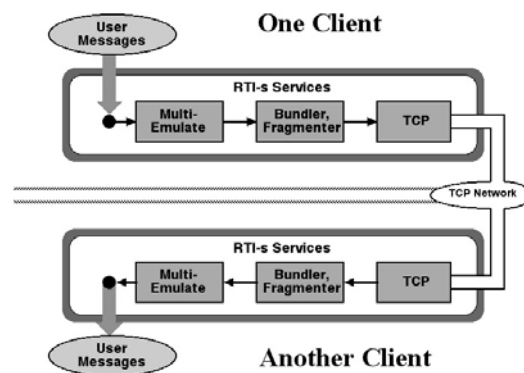 User
Messages
One Client
RTI-s Services
Multi-
Emulate
Bundler,
Fragmenter
TCP
TCP Network
RTI-s Services
Multi-
Emulate
Bundler,
Fragmenter
TCP
User
Messages
Another Client